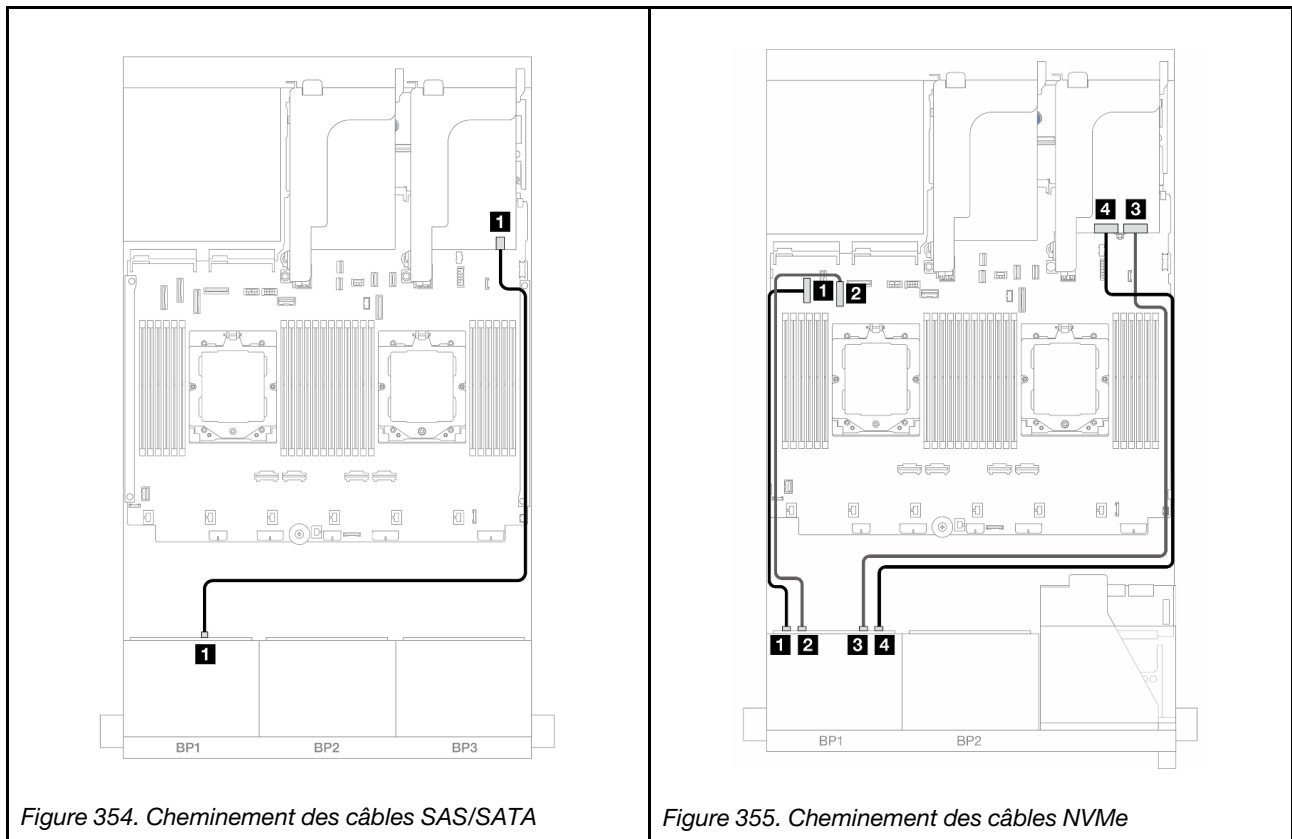 1
1
BP1 BP2 BP3
Figure 354. Cheminement des câbles SAS/SATA
4 3
1 2
1 2 3 4
BP1 BP2
Figure 355. Cheminement des câbles NVMe